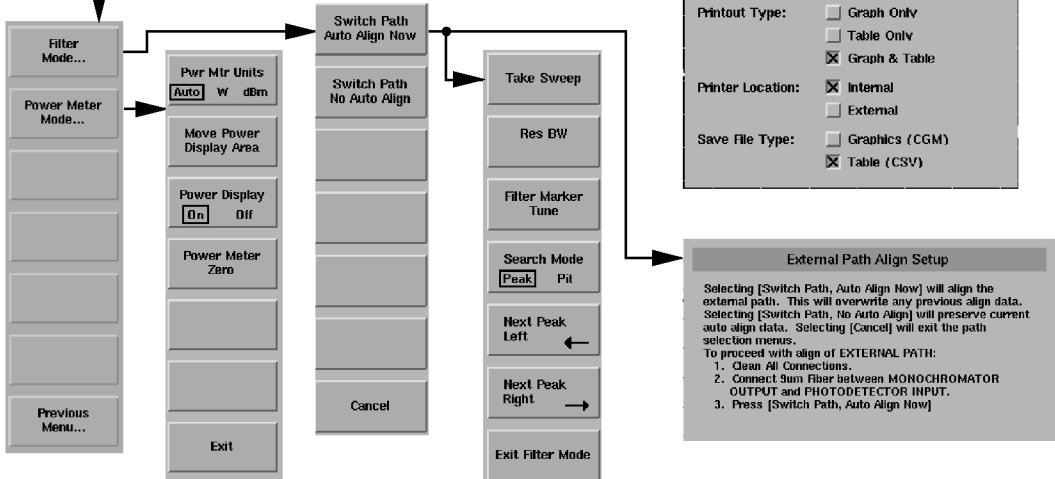 Filter
Mode...
Power Meter
Mode...
Previous
Menu...
Pwr Mtr Units
Auto W dBm
Move Power
Display Area
Power Display
On Off
Power Meter
Zero
Exit
Switch Path
Auto Align Now
Switch Path
No Auto Align
Cancel
Take Sweep
Res BW
Filter Marker
Tune
Search Mode
Peak Pit
Next Peak
Left
Next Peak
Right
Exit Filter Mode
Printout Type: Graph Only
Table Only
Graph & Table
Printer Location: Internal
External
Save File Type: Graphics (CGM)
Table (CSV)
External Path Align Setup
Selecting [Switch Path, Auto Align Now] will align the
external path. This will overwrite any previous align data.
Selecting [Switch Path, No Auto Align] will preserve current
auto align data. Selecting [Cancel] will exit the path
selection menus.
To proceed with align of EXTERNAL PATH:
1. Clean All Connections.
2. Connect 9um Fiber between MONOCHROMATOR
OUTPUT and PHOTODETECTOR INPUT.
3. Press [Switch Path, Auto Align Now]